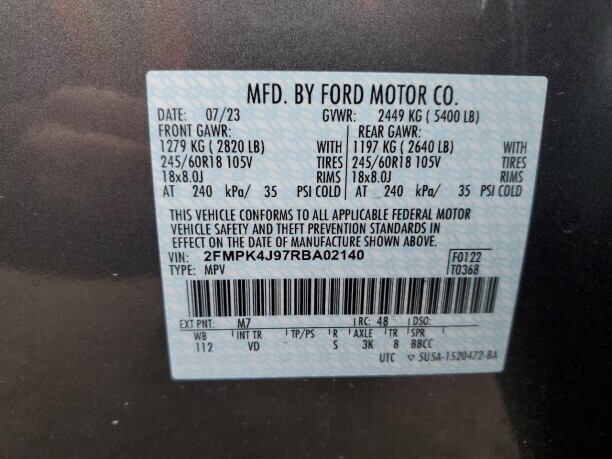 MFD. BY FORD MOTOR CO.
DATE: 07/23 GVWR: 2449 KG ( 5400 LB)
FRONT GAWR: REAR GAWR:
1279 KG ( 2820 LB) WITH 1197 KG ( 2640 LB) WITH
245/60R18 105V TIRES 245/60R18 105V TIRES
18x8.0J RIMS 18x8.0J RIMS
AT 240 kPa/ 35 PSI COLD AT 240 kPa/ 35 PSI COLD
THIS VEHICLE CONFORMS TO ALL APPLICABLE FEDERAL MOTOR
VEHICLE SAFETY AND THEFT PREVENTION STANDARDS IN
EFFECT ON THE DATE OF MANUFACTURE SHOWN ABOVE.
VIN: 2FMPK4J97RBA02140 F0122
TYPE: MPV T0368
EXT PNT: M7 RC: 48 DSO:
WB INT TR TP/PS R AXLE TR SPR
112 VD S 3K 8 BBCC
UTC ▽ 5U5A-1520472-BA